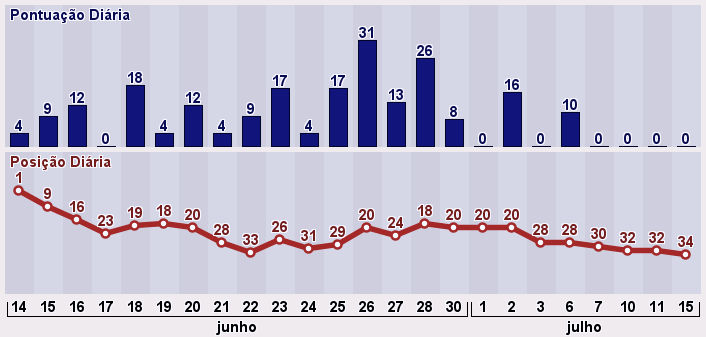 Pontuação Diária
4 9 12 0 18 4 12 4 9 17 4 17 31 13 26 8 0 16 0 10 0 0 0 0
Posição Diária
1 9 16 23 19 18 20 28 33 26 31 29 20 24 18 20 20 20 28 28 30 32 32 34
14 15 16 17 18 19 20 21 22 23 24 25 26 27 28 30 1 2 3 6 7 10 11 15
junho julho